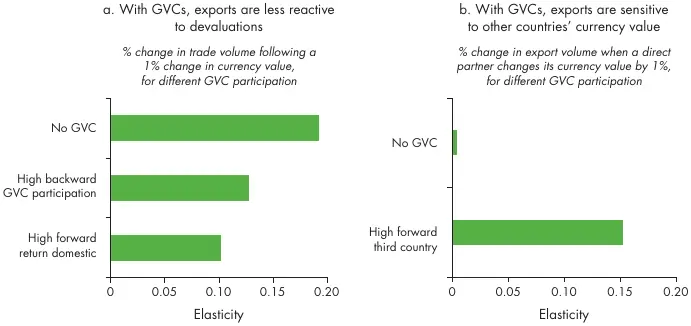 a. With GVCs, exports are less reactive
to devaluations
% change in trade volume following a
1% change in currency value,
for different GVC participation
No GVC
High backward
GVC participation
High forward
return domestic
0 0.05 0.10 0.15 0.20
Elasticity
b. With GVCs, exports are sensitive
to other countries’ currency value
% change in export volume when a direct
partner changes its currency value by 1%,
for different GVC participation
No GVC
High forward
third country
0 0.05 0.10 0.15 0.20
Elasticity